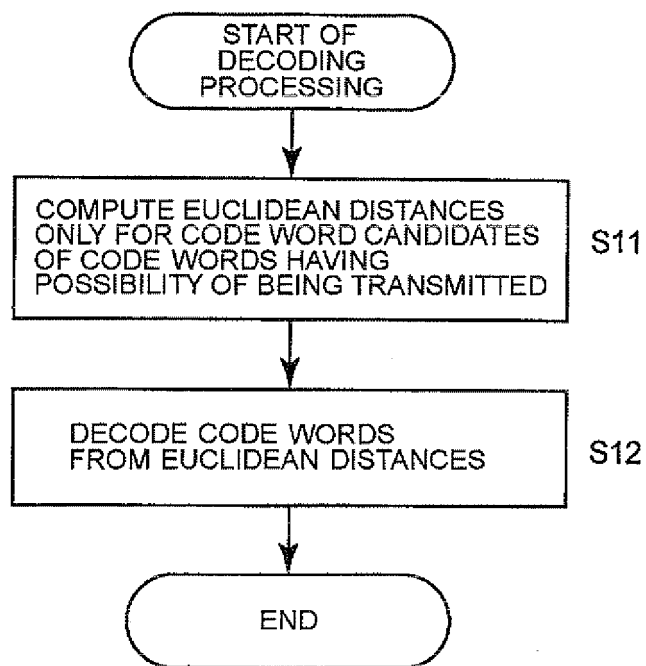 START OF
DECODING
PROCESSING
COMPUTE EUCLIDEAN DISTANCES
ONLY FOR CODE WORD CANDIDATES
OF CODE WORDS HAVING
POSSIBILITY OF BEING TRANSMITTED
S11
DECODE CODE WORDS
FROM EUCLIDEAN DISTANCES
S12
END